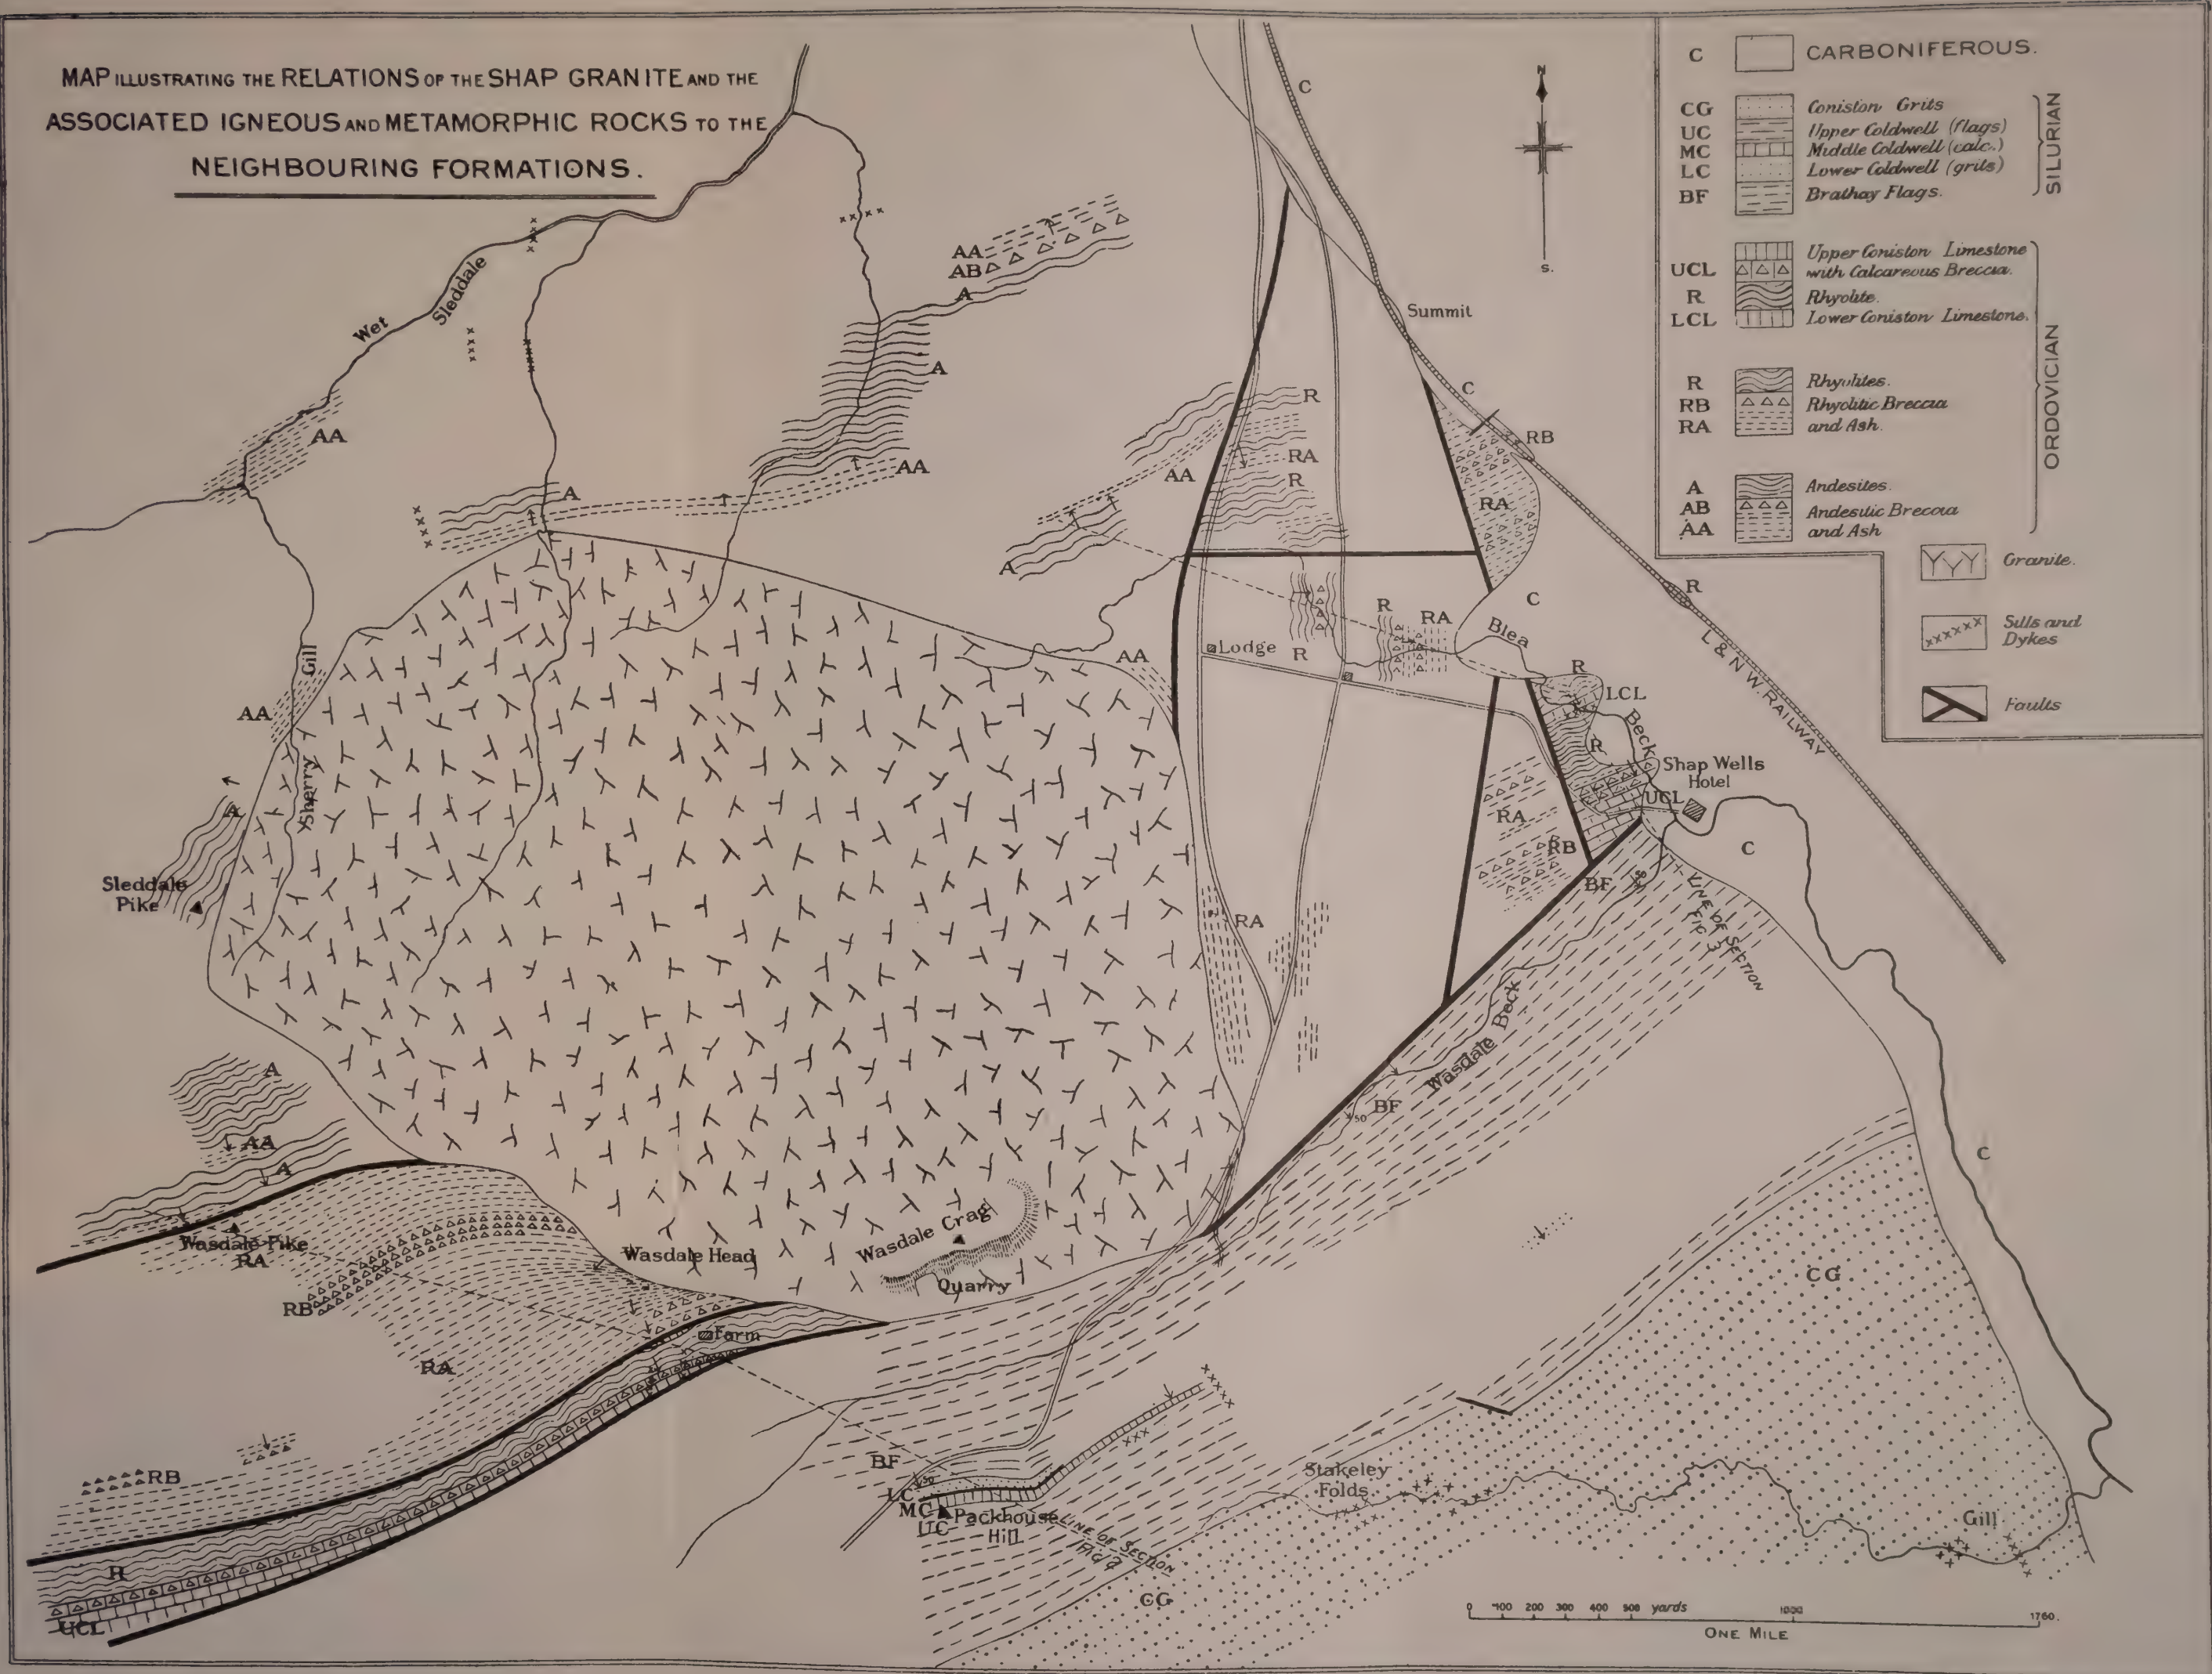 MAP ILLUSTRATING THE RELATIONS OF THE SHAP GRANITE AND THE
ASSOCIATED IGNEOUS AND METAMORPHIC ROCKS TO THE
NEIGHBOURING FORMATIONS.
C CARBONIFEROUS.
CG Coniston Grits
UC Upper Coldwell (flags)
MC Middle Coldwell (calc.)
LC Lower Coldwell (grits)
BF Brathay Flags.
SILURIAN
Upper Coniston Limestone
UCL with Calcareous Breccia.
R Rhyolite.
LCL Lower Coniston Limestone.
R Rhyolites.
RB Rhyolitic Breccia
RA and Ash.
A Andesites.
AB Andesitic Breccia
AA and Ash
ORDOVICIAN
Granite.
Sills and
Dykes
Faults
N
S.
C
Wet Sleddale
AA
AB
A
Summit
A
C
AA
A
AA
AA
R
RA
R
RB
RA
A
C
R
R
RA
Blea Beck
L & N.W. RAILWAY
Lodge
R
AA
R
LCL
R
Shap Wells
Hotel
UCL
Sherry Gill
AA
A
Sleddale
Pike
RA
RB
BF
C
LINE OF SECTION
FIG 3
RA
Wasdale Beck
BF
50
A
AA
A
C
Wasdale Pike
RA
RB
RA
Wasdale Head
Wasdale Crag
Quarry
Farm
CG
RB
BF
50
LC
MC
UC
Packhouse
Hill
LINE OF SECTION
FIG 2
Stakeley
Folds
Gill
R
UCL
CG
0 100 200 300 400 500 yards 1000 1760.
ONE MILE